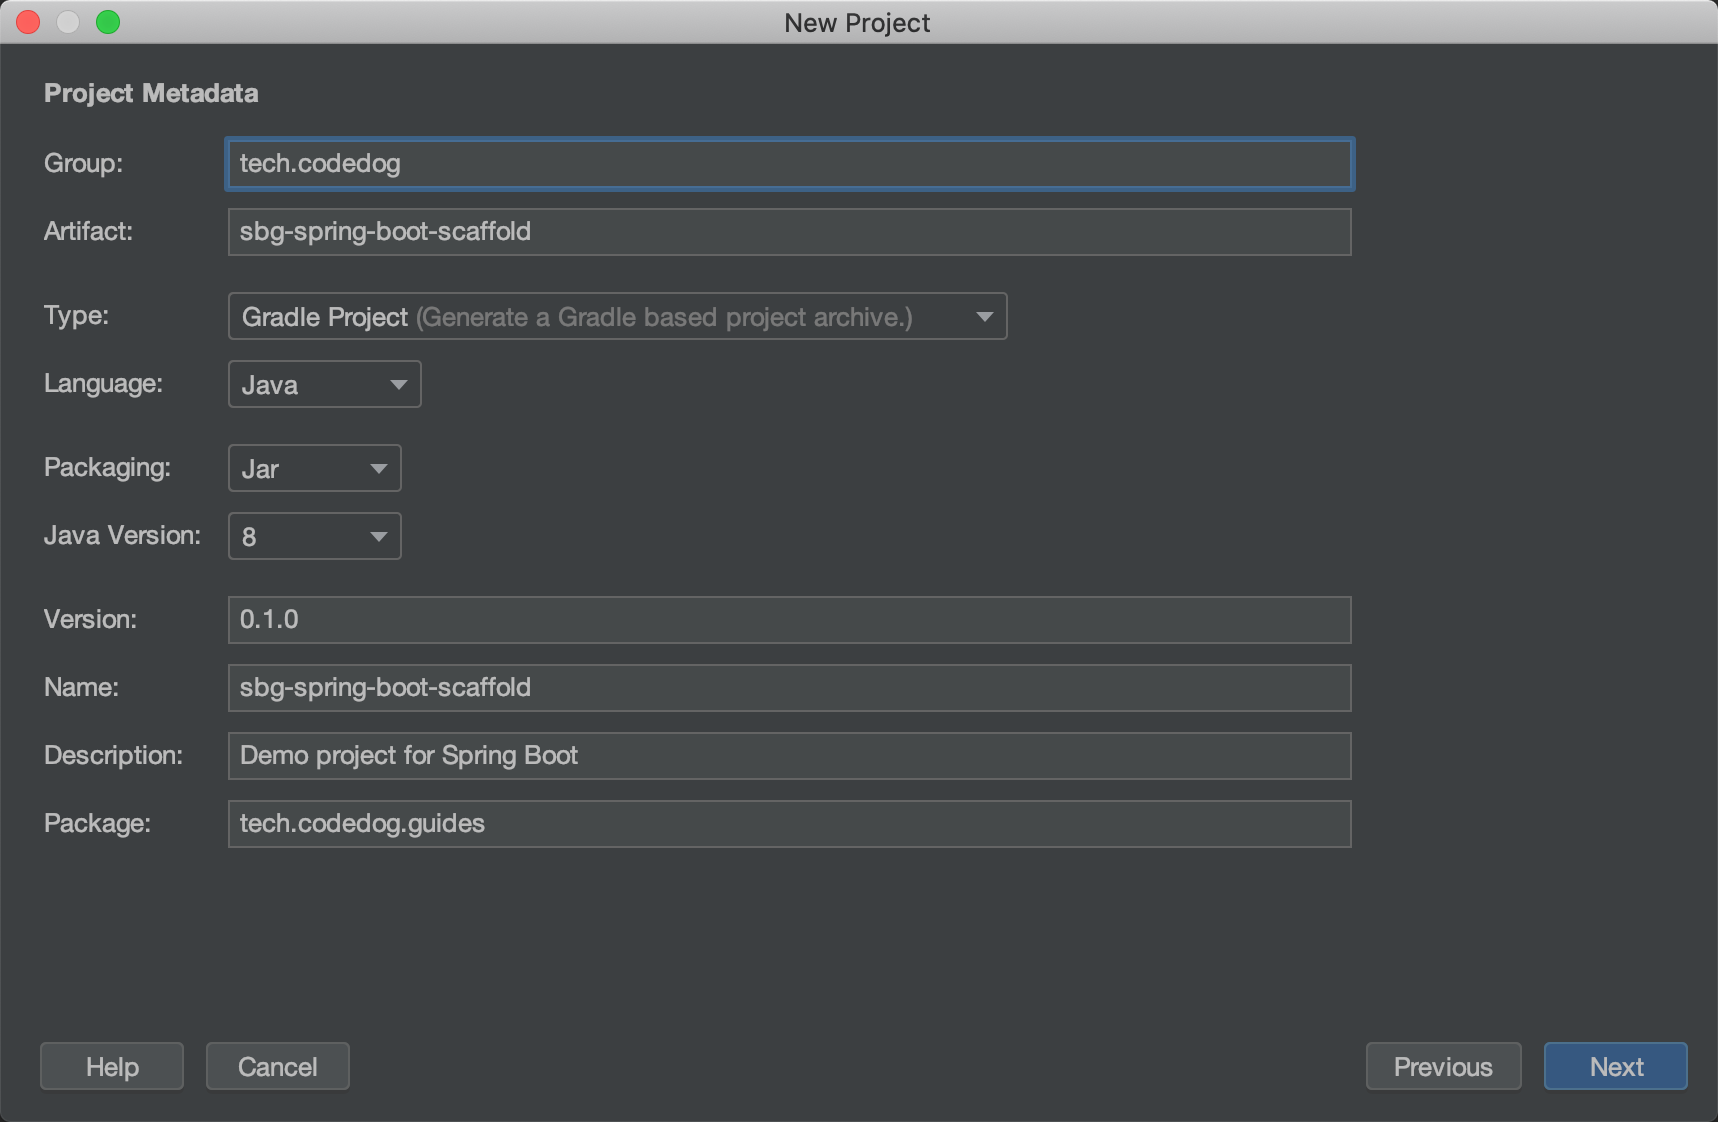 New Project
Project Metadata
Group: tech.codedog
Artifact: sbg-spring-boot-scaffold
Type: Gradle Project (Generate a Gradle based project archive.)
Language: Java
Packaging: Jar
Java Version: 8
Version: 0.1.0
Name: sbg-spring-boot-scaffold
Description: Demo project for Spring Boot
Package: tech.codedog.guides
Help Cancel Previous Next